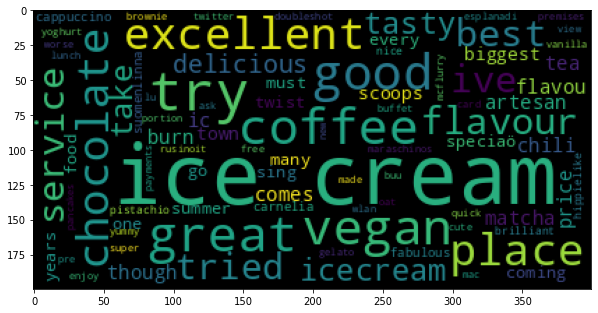 0
25
50
75
100
125
150
175
0
50
100
150
200
250
300
350
cappuccino
brownie
twitter
doubleshot
esplanadi
premises
excellent
tasty
best
view
yoghurt
worse
lunch
nice
every
biggest
vanilla
chocolate
take
suomenlinna
delicious
good
ive
tea
mcflurry
try
must
scoops
flavou
lu
portion
ask
twist
buffet
card
artesan
service
food
burn
town
ic
coffee
flavour
new
payments
rusinoit
free
many
maraschinos
speciaö
chili
go
sing
made
buu
ice cream
pancakes
comes
oat
price
hippielike
pistachio
summer
carnelia
wlan
vegan
quick
matcha
one
great
cute
brilliant
yummy
years
pre
super
place
though
tried
gelato
fabulous
enjoy
icecream
mac
coming